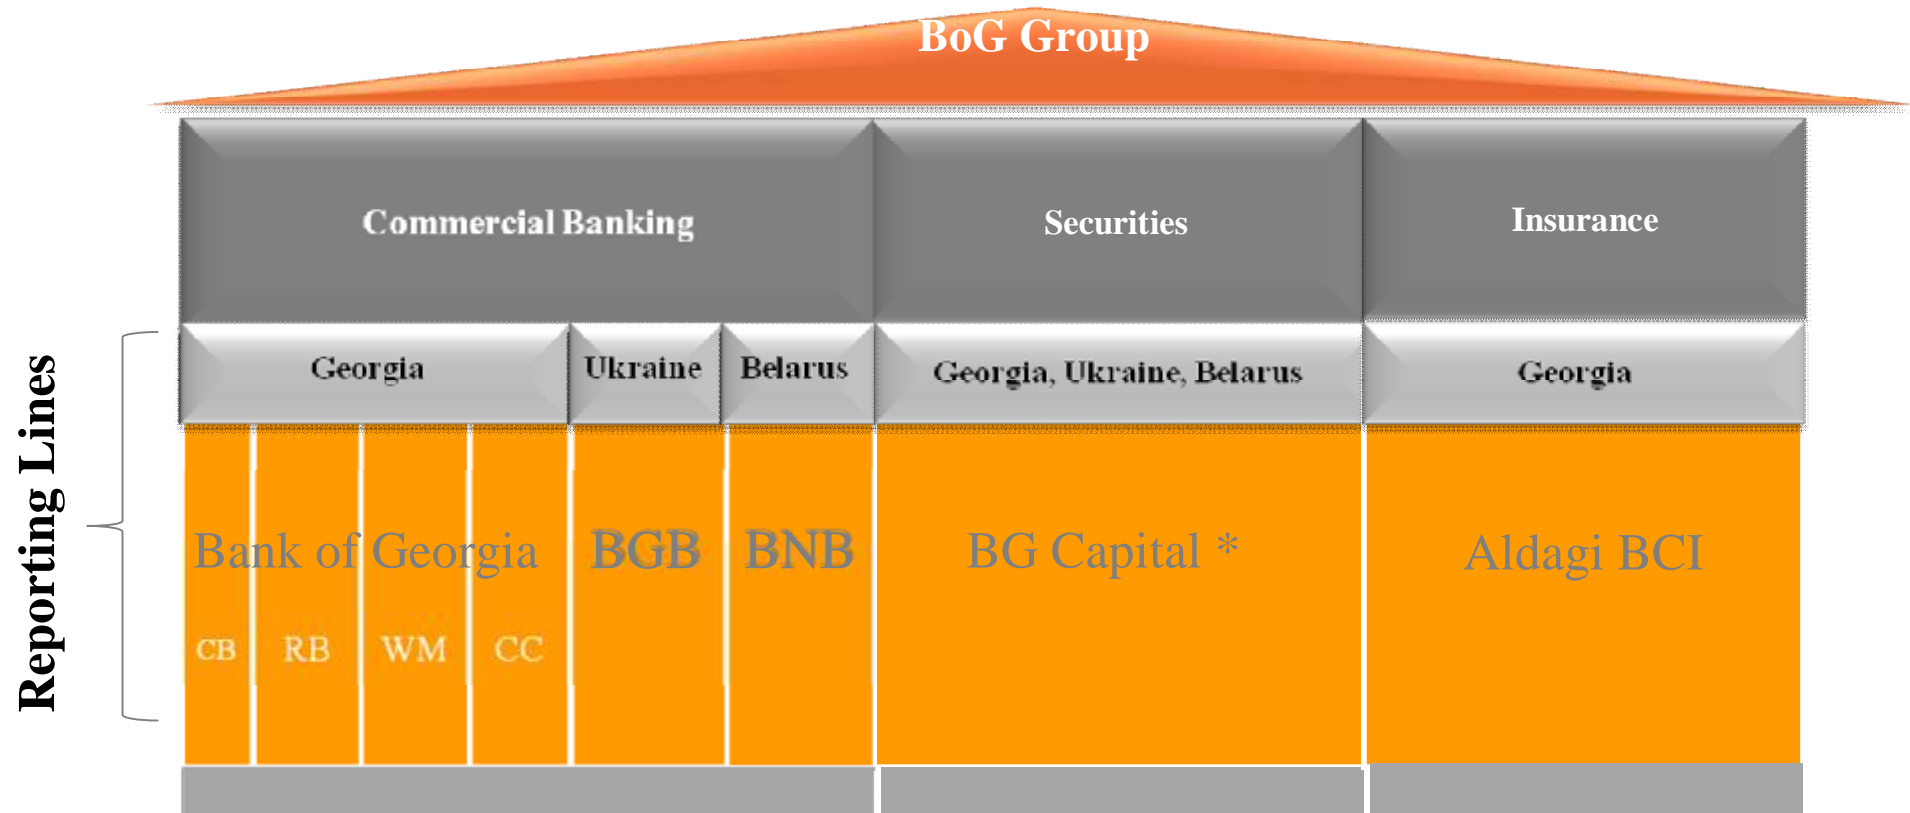 BoG Group
Commercial Banking
Securities
Insurance
Georgia
Ukraine
Belarus
Georgia, Ukraine, Belarus
Georgia
Reporting Lines
Bank of Georgia
BGB
BNB
BG Capital *
Aldagi BCI
CB
RB
WM
CC